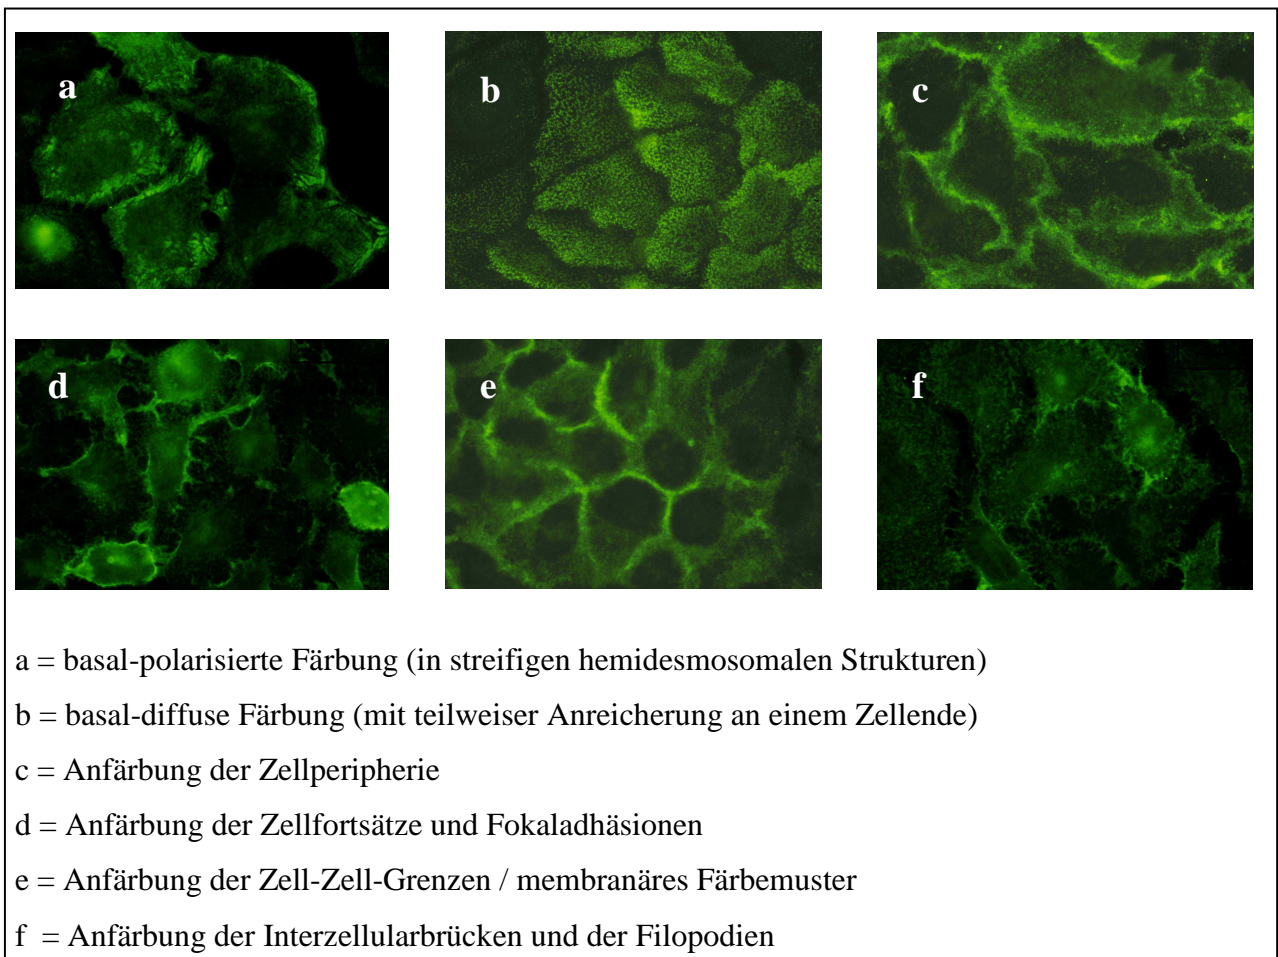 a
b
c
d
e
f
a = basal-polarisierte Färbung (in streifigen hemidesmosomalen Strukturen)
b = basal-diffuse Färbung (mit teilweiser Anreicherung an einem Zellende)
c = Anfärbung der Zellperipherie
d = Anfärbung der Zellfortsätze und Fokaladhäsionen
e = Anfärbung der Zell-Zell-Grenzen / membranäres Färbemuster
f = Anfärbung der Interzellularbrücken und der Filopodien